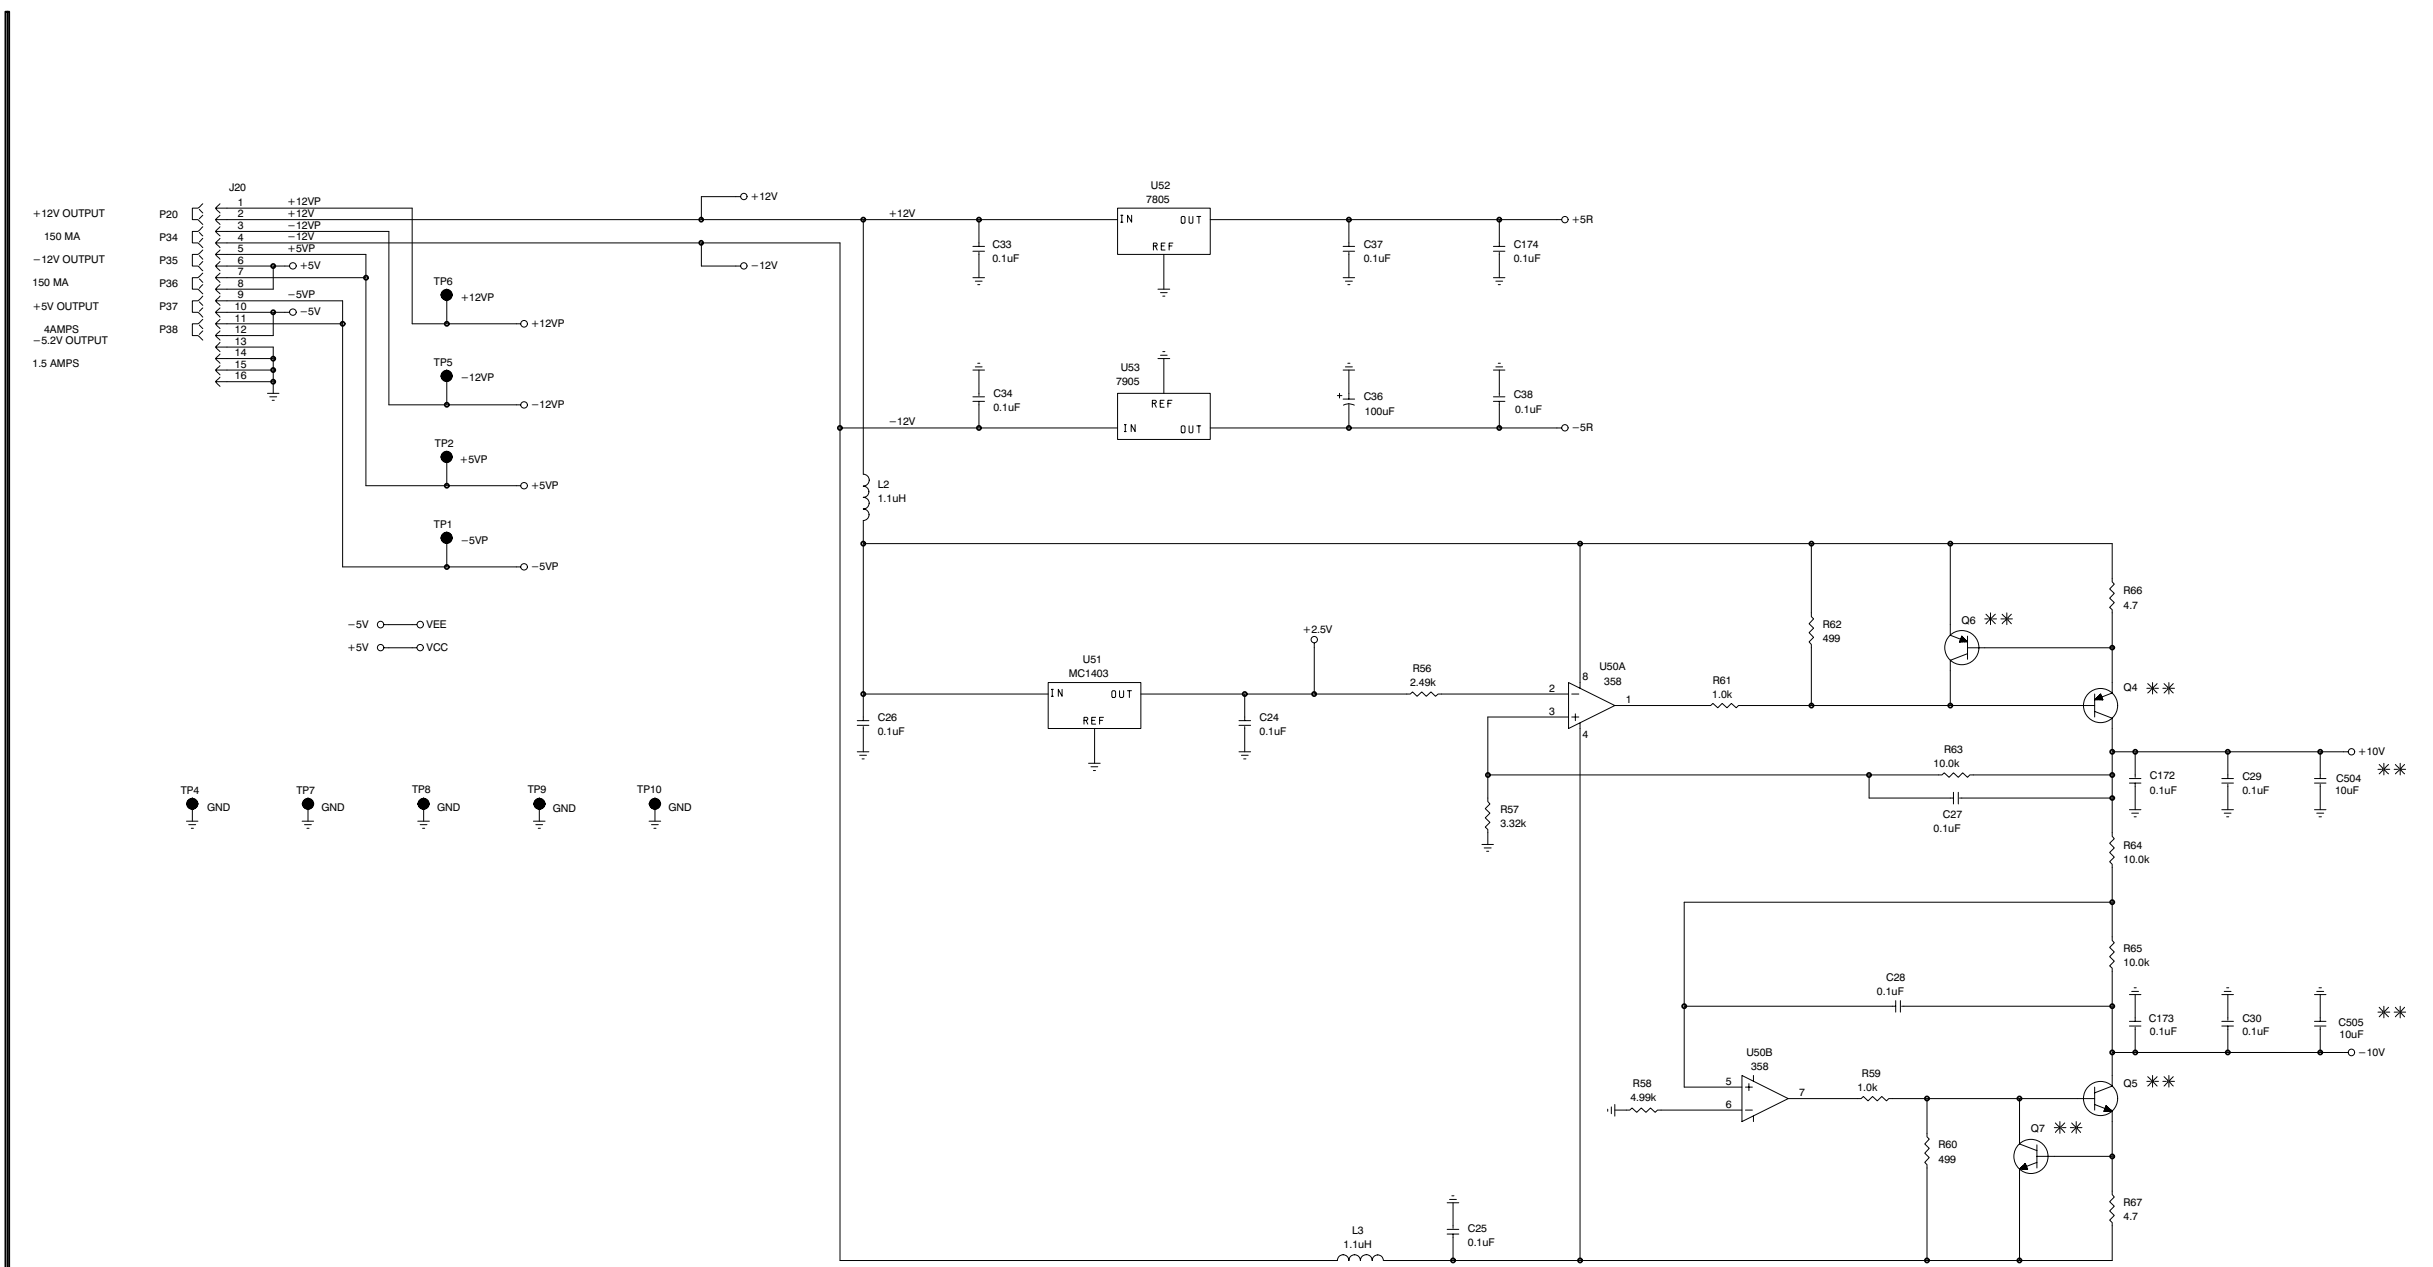 J20
+12V OUTPUT
150 MA
−12V OUTPUT
150 MA
+5V OUTPUT
4AMPS
−5.2V OUTPUT
1.5 AMPS
P20
P34
P35
P36
P37
P38
1 +12VP
2 +12V
3 −12VP
4 −12V
5 +5VP
6 +5V
7
8
9 −5VP
10 −5V
11
12
13
14
15
16
+12V
−12V
TP6
+12VP
+12VP
TP5
−12VP
−12VP
TP2
+5VP
+5VP
TP1
−5VP
−5VP
−5V VEE
+5V VCC
TP4 GND
TP7 GND
TP8 GND
TP9 GND
TP10 GND
+12V
C33
0.1uF
U52
7805
IN OUT
REF
C37
0.1uF
C174
0.1uF
+5R
−12V
C34
0.1uF
U53
7905
REF
IN OUT
+
C36
100uF
C38
0.1uF
−5R
L2
1.1uH
C26
0.1uF
U51
MC1403
IN OUT
REF
C24
0.1uF
+2.5V
R56
2.49k
U50A
358
2 −
3 +
8
4
1
R61
1.0k
R62
499
Q6 ✳✳
R66
4.7
Q4 ✳✳
R57
3.32k
R63
10.0k
C27
0.1uF
+10V
C172
0.1uF
C29
0.1uF
C504
10uF
✳✳
R64
10.0k
R65
10.0k
C28
0.1uF
C173
0.1uF
C30
0.1uF
C505
10uF
✳✳
−10V
R58
4.99k
U50B
358
5 +
6 −
7
R59
1.0k
Q5 ✳✳
Q7 ✳✳
R60
499
R67
4.7
L3
1.1uH
C25
0.1uF